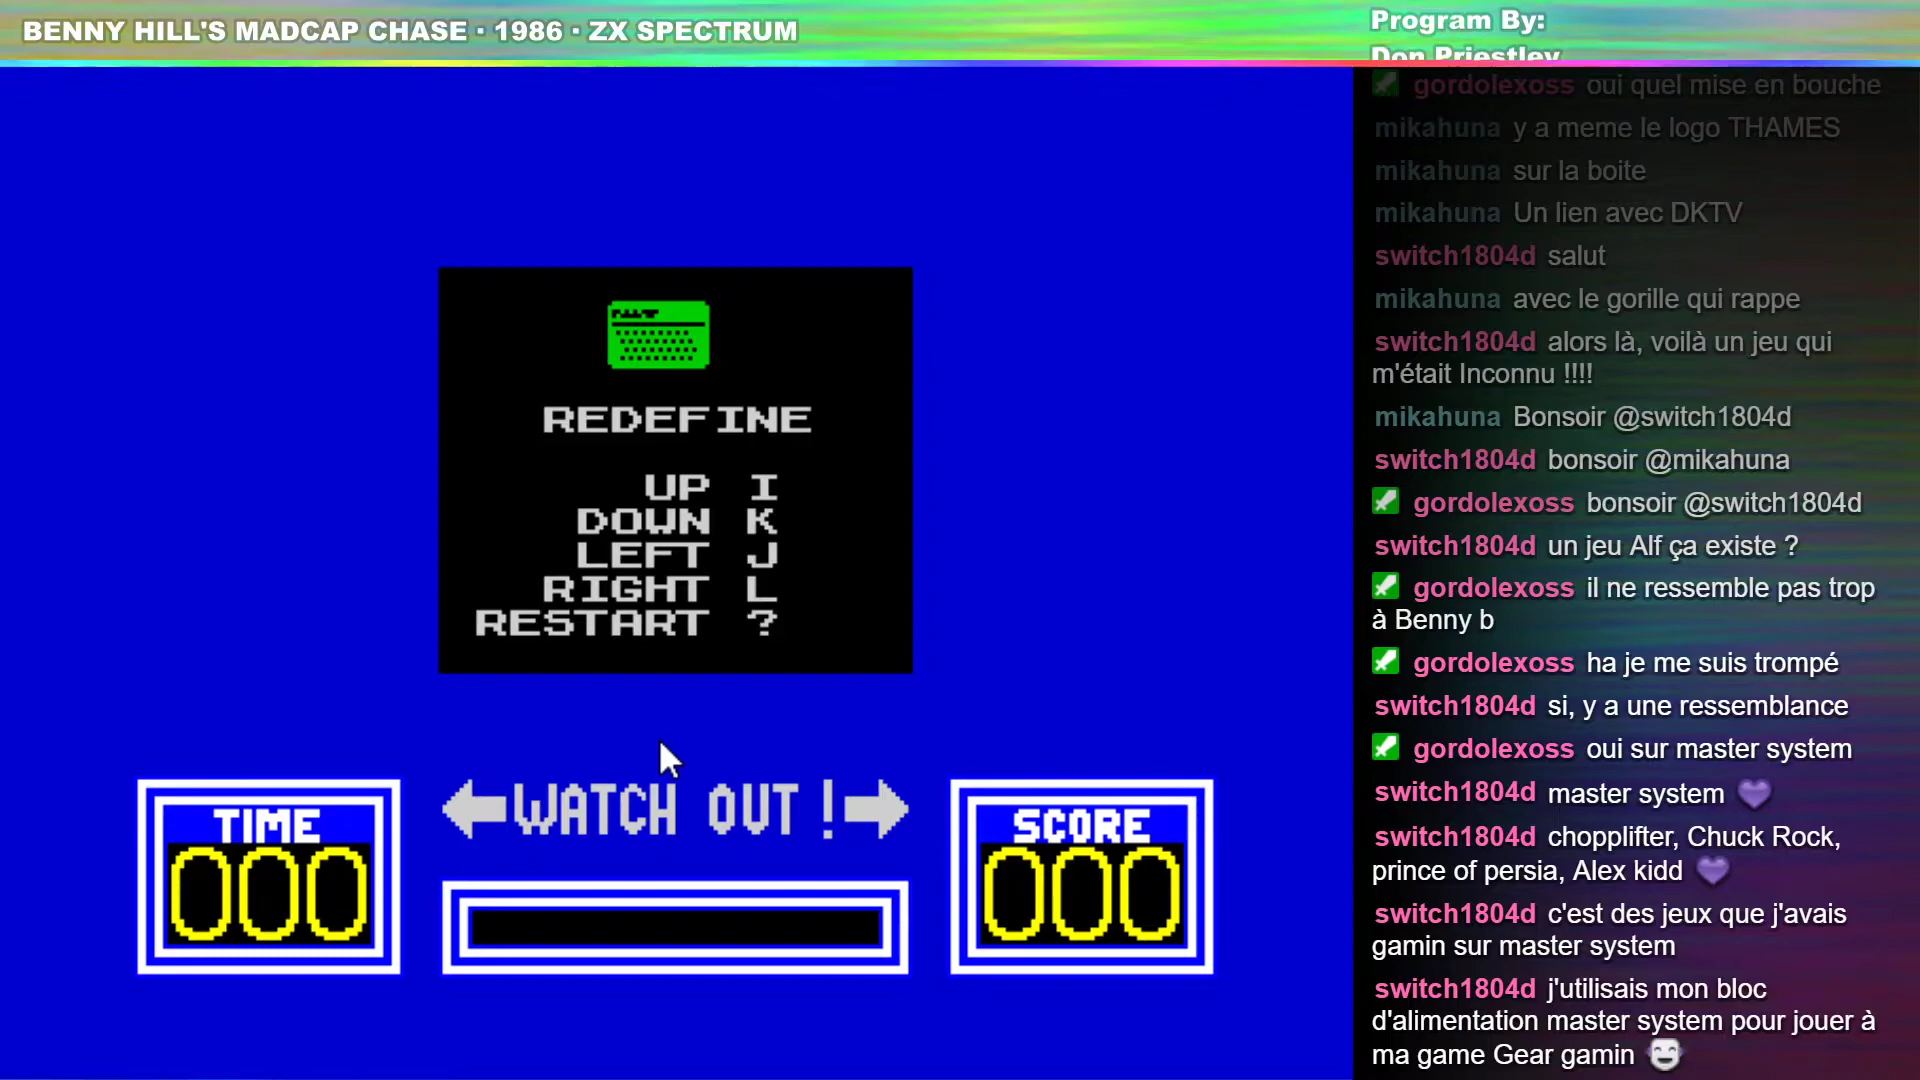 BENNY HILL'S MADCAP CHASE · 1986 · ZX SPECTRUM
Program By:
Don Priestley
REDEFINE
UP I
DOWN K
LEFT J
RIGHT L
RESTART ?
WATCH OUT !
TIME
000
SCORE
000
gordolexoss oui quel mise en bouche
mikahuna y a meme le logo THAMES
mikahuna sur la boite
mikahuna Un lien avec DKTV
switch1804d salut
mikahuna avec le gorille qui rappe
switch1804d alors là, voilà un jeu qui
m'était Inconnu !!!!
mikahuna Bonsoir @switch1804d
switch1804d bonsoir @mikahuna
gordolexoss bonsoir @switch1804d
switch1804d un jeu Alf ça existe ?
gordolexoss il ne ressemble pas trop
à Benny b
gordolexoss ha je me suis trompé
switch1804d si, y a une ressemblance
gordolexoss oui sur master system
switch1804d master system 💜
switch1804d chopplifter, Chuck Rock,
prince of persia, Alex kidd 💜
switch1804d c'est des jeux que j'avais
gamin sur master system
switch1804d j'utilisais mon bloc
d'alimentation master system pour jouer à
ma game Gear gamin